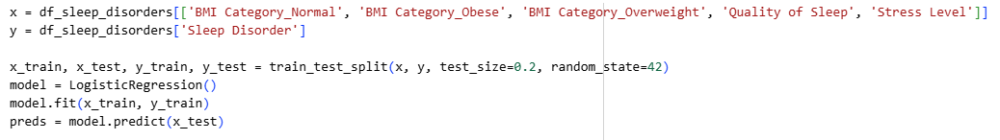 x = df_sleep_disorders[['BMI Category_Normal', 'BMI Category_Obese', 'BMI Category_Overweight', 'Quality of Sleep', 'Stress Level']]
y = df_sleep_disorders['Sleep Disorder']
x_train, x_test, y_train, y_test = train_test_split(x, y, test_size=0.2, random_state=42)
model = LogisticRegression()
model.fit(x_train, y_train)
preds = model.predict(x_test)